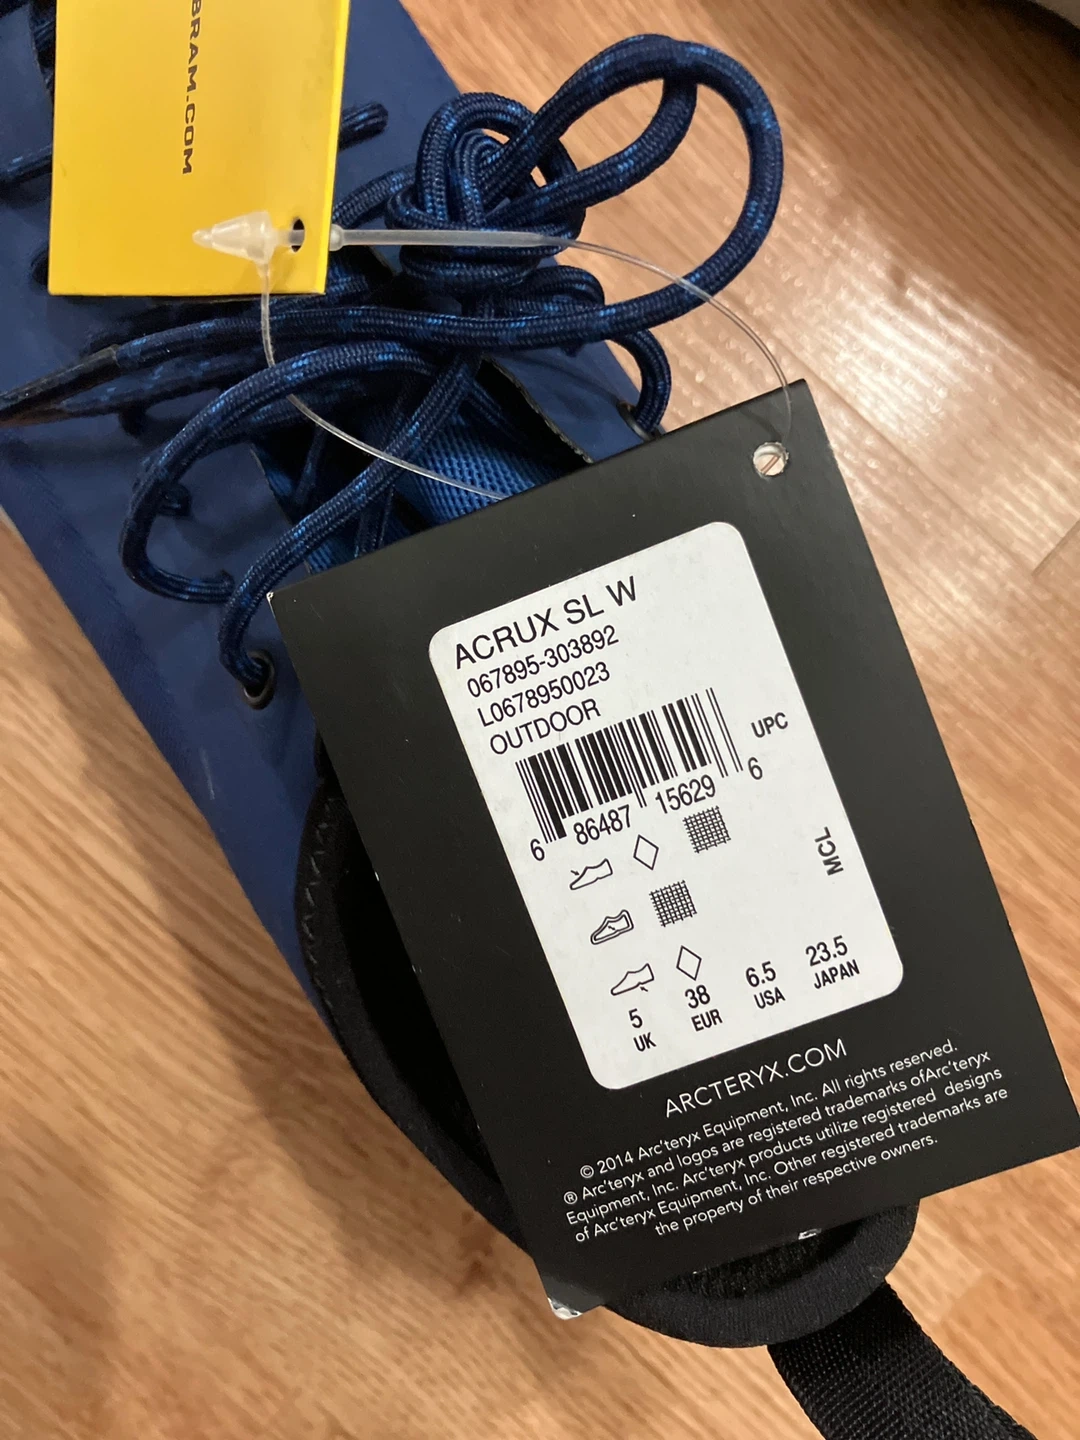 BRAM.COM
ACRUX SL W
067895-303892
L0678950023
OUTDOOR
UPC
6 86487 15629 6
MCL
5 38 6.5 23.5
UK EUR USA JAPAN
ARCTERYX.COM
© 2014 Arc'teryx Equipment, Inc. All rights reserved.
® Arc'teryx and logos are registered trademarks ofArc'teryx
Equipment, Inc. Arc'teryx products utilize registered designs
of Arc'teryx Equipment, Inc. Other registered trademarks are
the property of their respective owners.